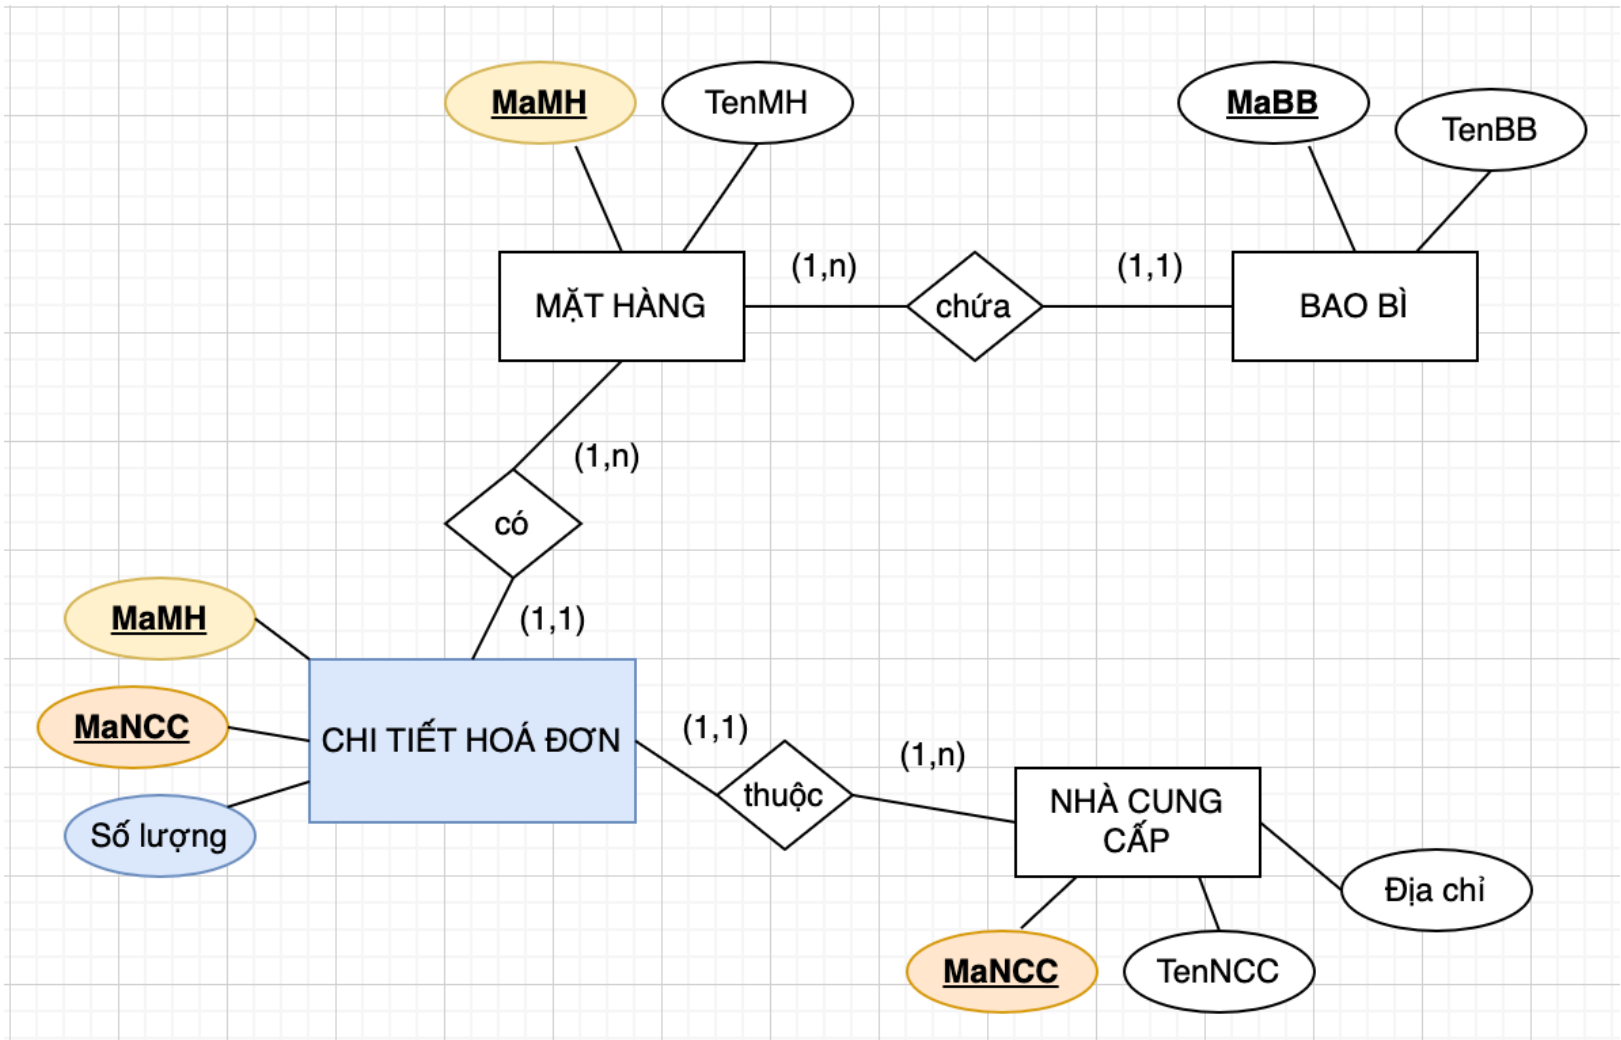 MaMH
TenMH
MaBB
TenBB
MẶT HÀNG
(1,n)
chứa
(1,1)
BAO BÌ
(1,n)
có
(1,1)
MaMH
MaNCC
Số lượng
CHI TIẾT HOÁ ĐƠN
(1,1)
thuộc
(1,n)
NHÀ CUNG
CẤP
Địa chỉ
MaNCC
TenNCC